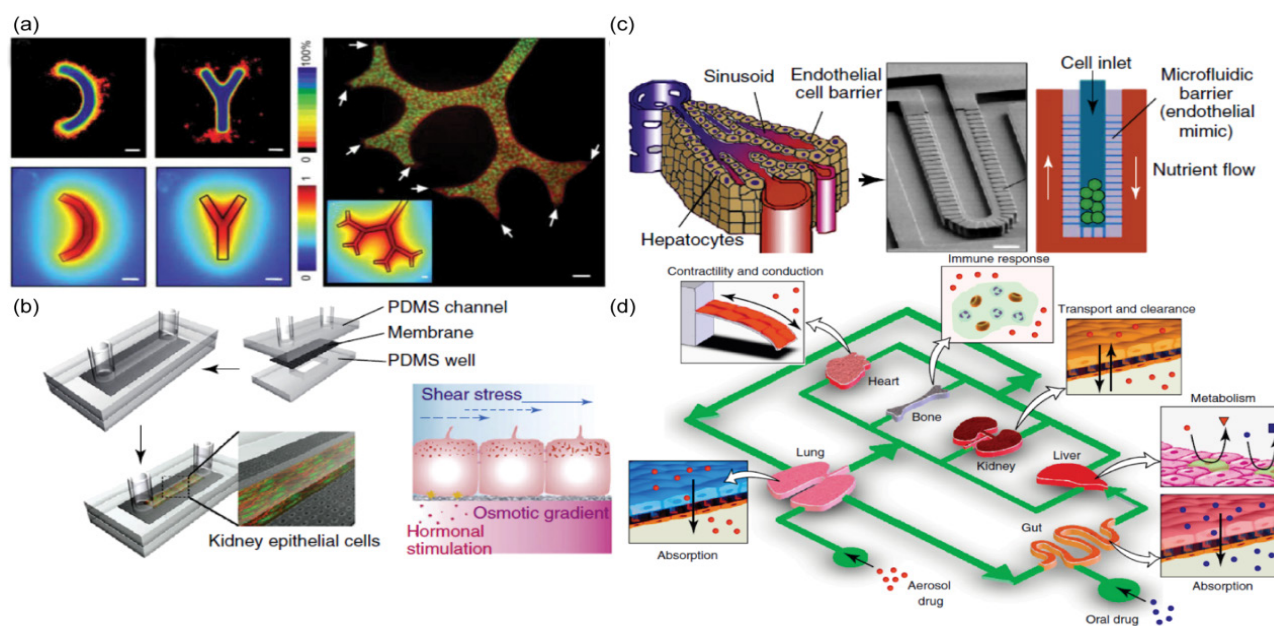 (a)
100%
0
1
0
(b)
PDMS channel
Membrane
PDMS well
Shear stress
Osmotic gradient
Hormonal
stimulation
Kidney epithelial cells
(c)
Sinusoid
Endothelial
cell barrier
Hepatocytes
Cell inlet
Microfluidic
barrier
(endothelial
mimic)
Nutrient flow
(d)
Contractility and conduction
Immune response
Transport and clearance
Metabolism
Heart
Bone
Kidney
Liver
Lung
Gut
Absorption
Absorption
Aerosol
drug
Oral drug